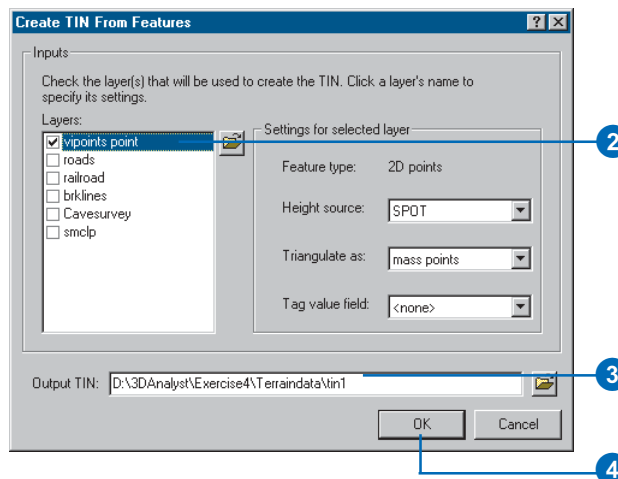 Create TIN From Features
Inputs
Check the layer(s) that will be used to create the TIN. Click a layer's name to
specify its settings.
Layers:
vipoints point
roads
railroad
brklines
Cavesurvey
smclp
Settings for selected layer
Feature type: 2D points
Height source: SPOT
Triangulate as: mass points
Tag value field: <none>
2
Output TIN: D:\3DAnalyst\Exercise4\Terraindata\tin1
3
OK Cancel
4